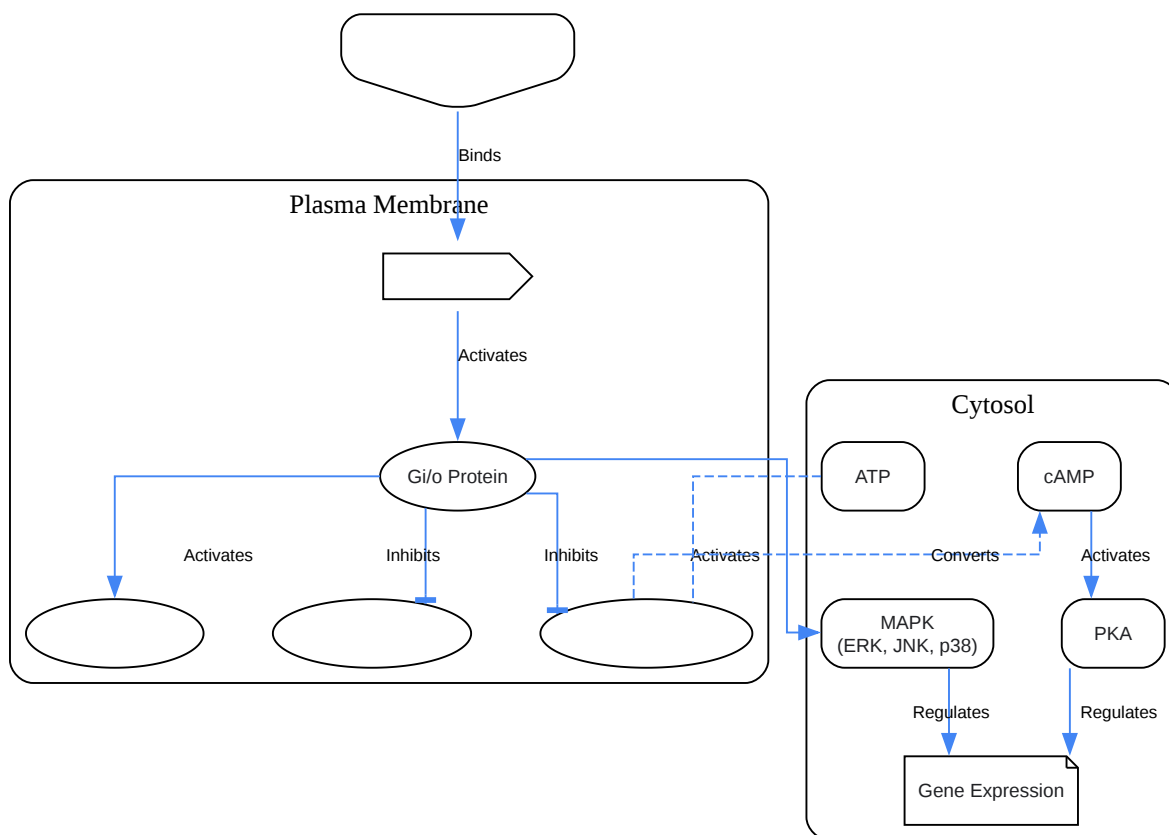 Binds
Plasma Membrane
Activates
Cytosol
Gi/o Protein
ATP
cAMP
Activates
Inhibits
Inhibits
Activates
Converts
Activates
MAPK
(ERK, JNK, p38)
PKA
Regulates
Regulates
Gene Expression